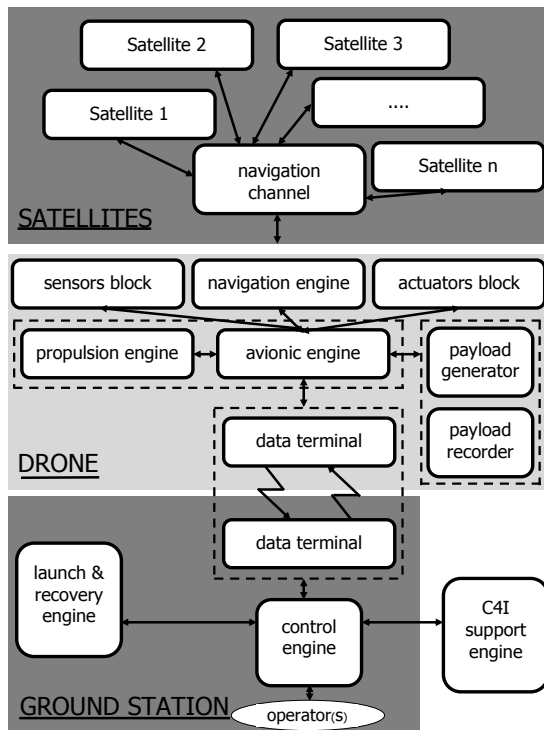 Satellite 2
Satellite 3
Satellite 1
....
navigation
channel
Satellite n
SATELLITES
sensors block
navigation engine
actuators block
propulsion engine
avionic engine
payload
generator
data terminal
payload
recorder
DRONE
data terminal
launch &
recovery
engine
control
engine
C4I
support
engine
GROUND STATION
operator(s)